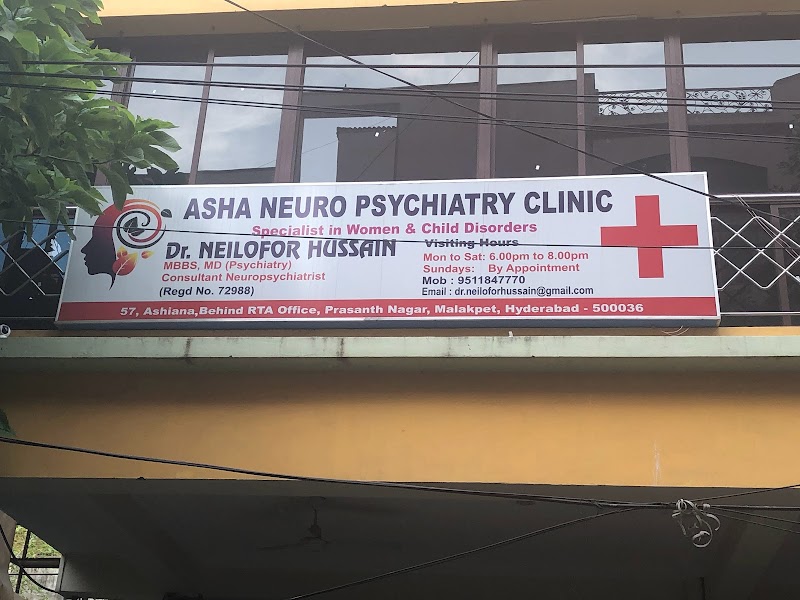 ASHA NEURO PSYCHIATRY CLINIC
Specialist in Women & Child Disorders
Dr. NEILOFOR HUSSAIN
MBBS, MD (Psychiatry)
Consultant Neuropsychiatrist
(Regd No. 72988)
Visiting Hours
Mon to Sat: 6.00pm to 8.00pm
Sundays: By Appointment
Mob : 9511847770
Email : dr.neiloforhussain@gmail.com
57, Ashiana,Behind RTA Office, Prasanth Nagar, Malakpet, Hyderabad - 500036